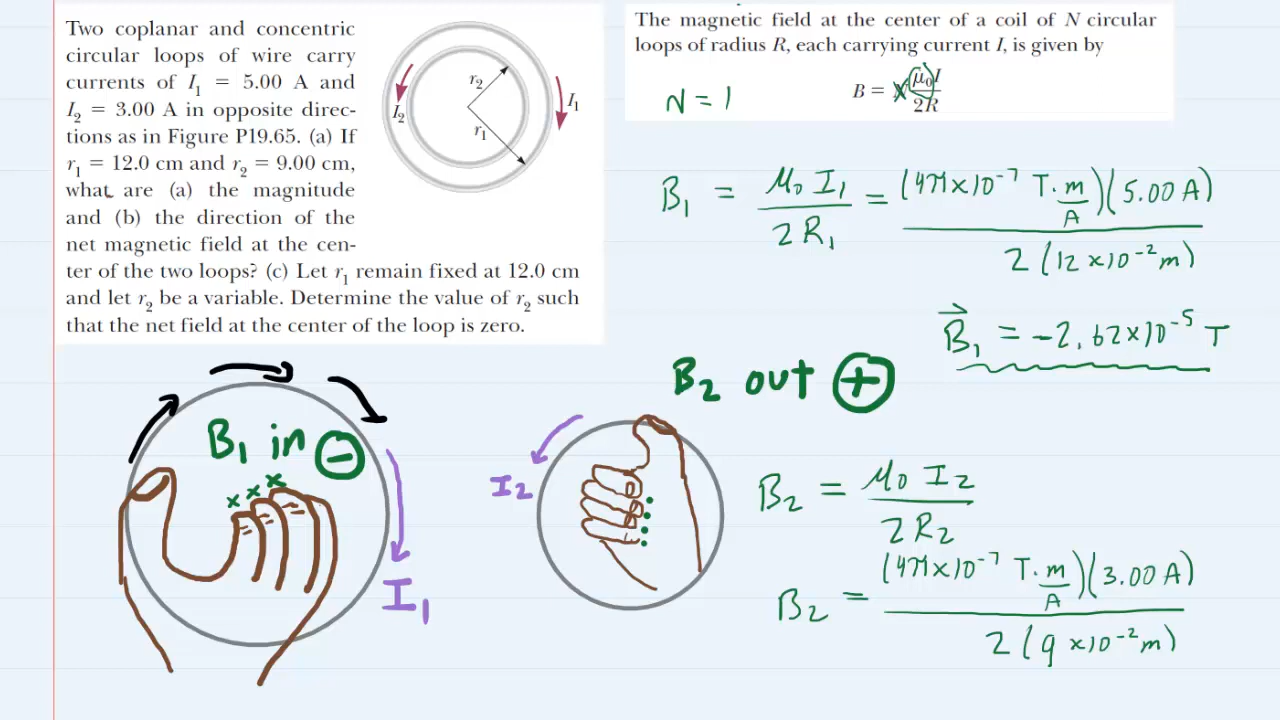 Two coplanar and concentric
circular loops of wire carry
currents of I₁ = 5.00 A and
I₂ = 3.00 A in opposite direc-
tions as in Figure P19.65. (a) If
r₁ = 12.0 cm and r₂ = 9.00 cm,
what are (a) the magnitude
and (b) the direction of the
net magnetic field at the cen-
ter of the two loops? (c) Let r₁ remain fixed at 12.0 cm
and let r₂ be a variable. Determine the value of r₂ such
that the net field at the center of the loop is zero.
r₂
I₂
I₁
r₁
The magnetic field at the center of a coil of N circular
loops of radius R, each carrying current I, is given by
B = N μ₀I / 2R
N = 1
B₁ = μ₀ I₁ / 2 R₁ = (4π×10⁻⁷ T·m/A)(5.00 A) / 2 (12 ×10⁻² m)
B⃗₁ = -2.62×10⁻⁵ T
B₁ in ⊖
× × ×
I₁
B₂ out ⊕
I₂
B₂ = μ₀ I₂ / 2 R₂
B₂ = (4π×10⁻⁷ T·m/A)(3.00 A) / 2 (9 ×10⁻² m)